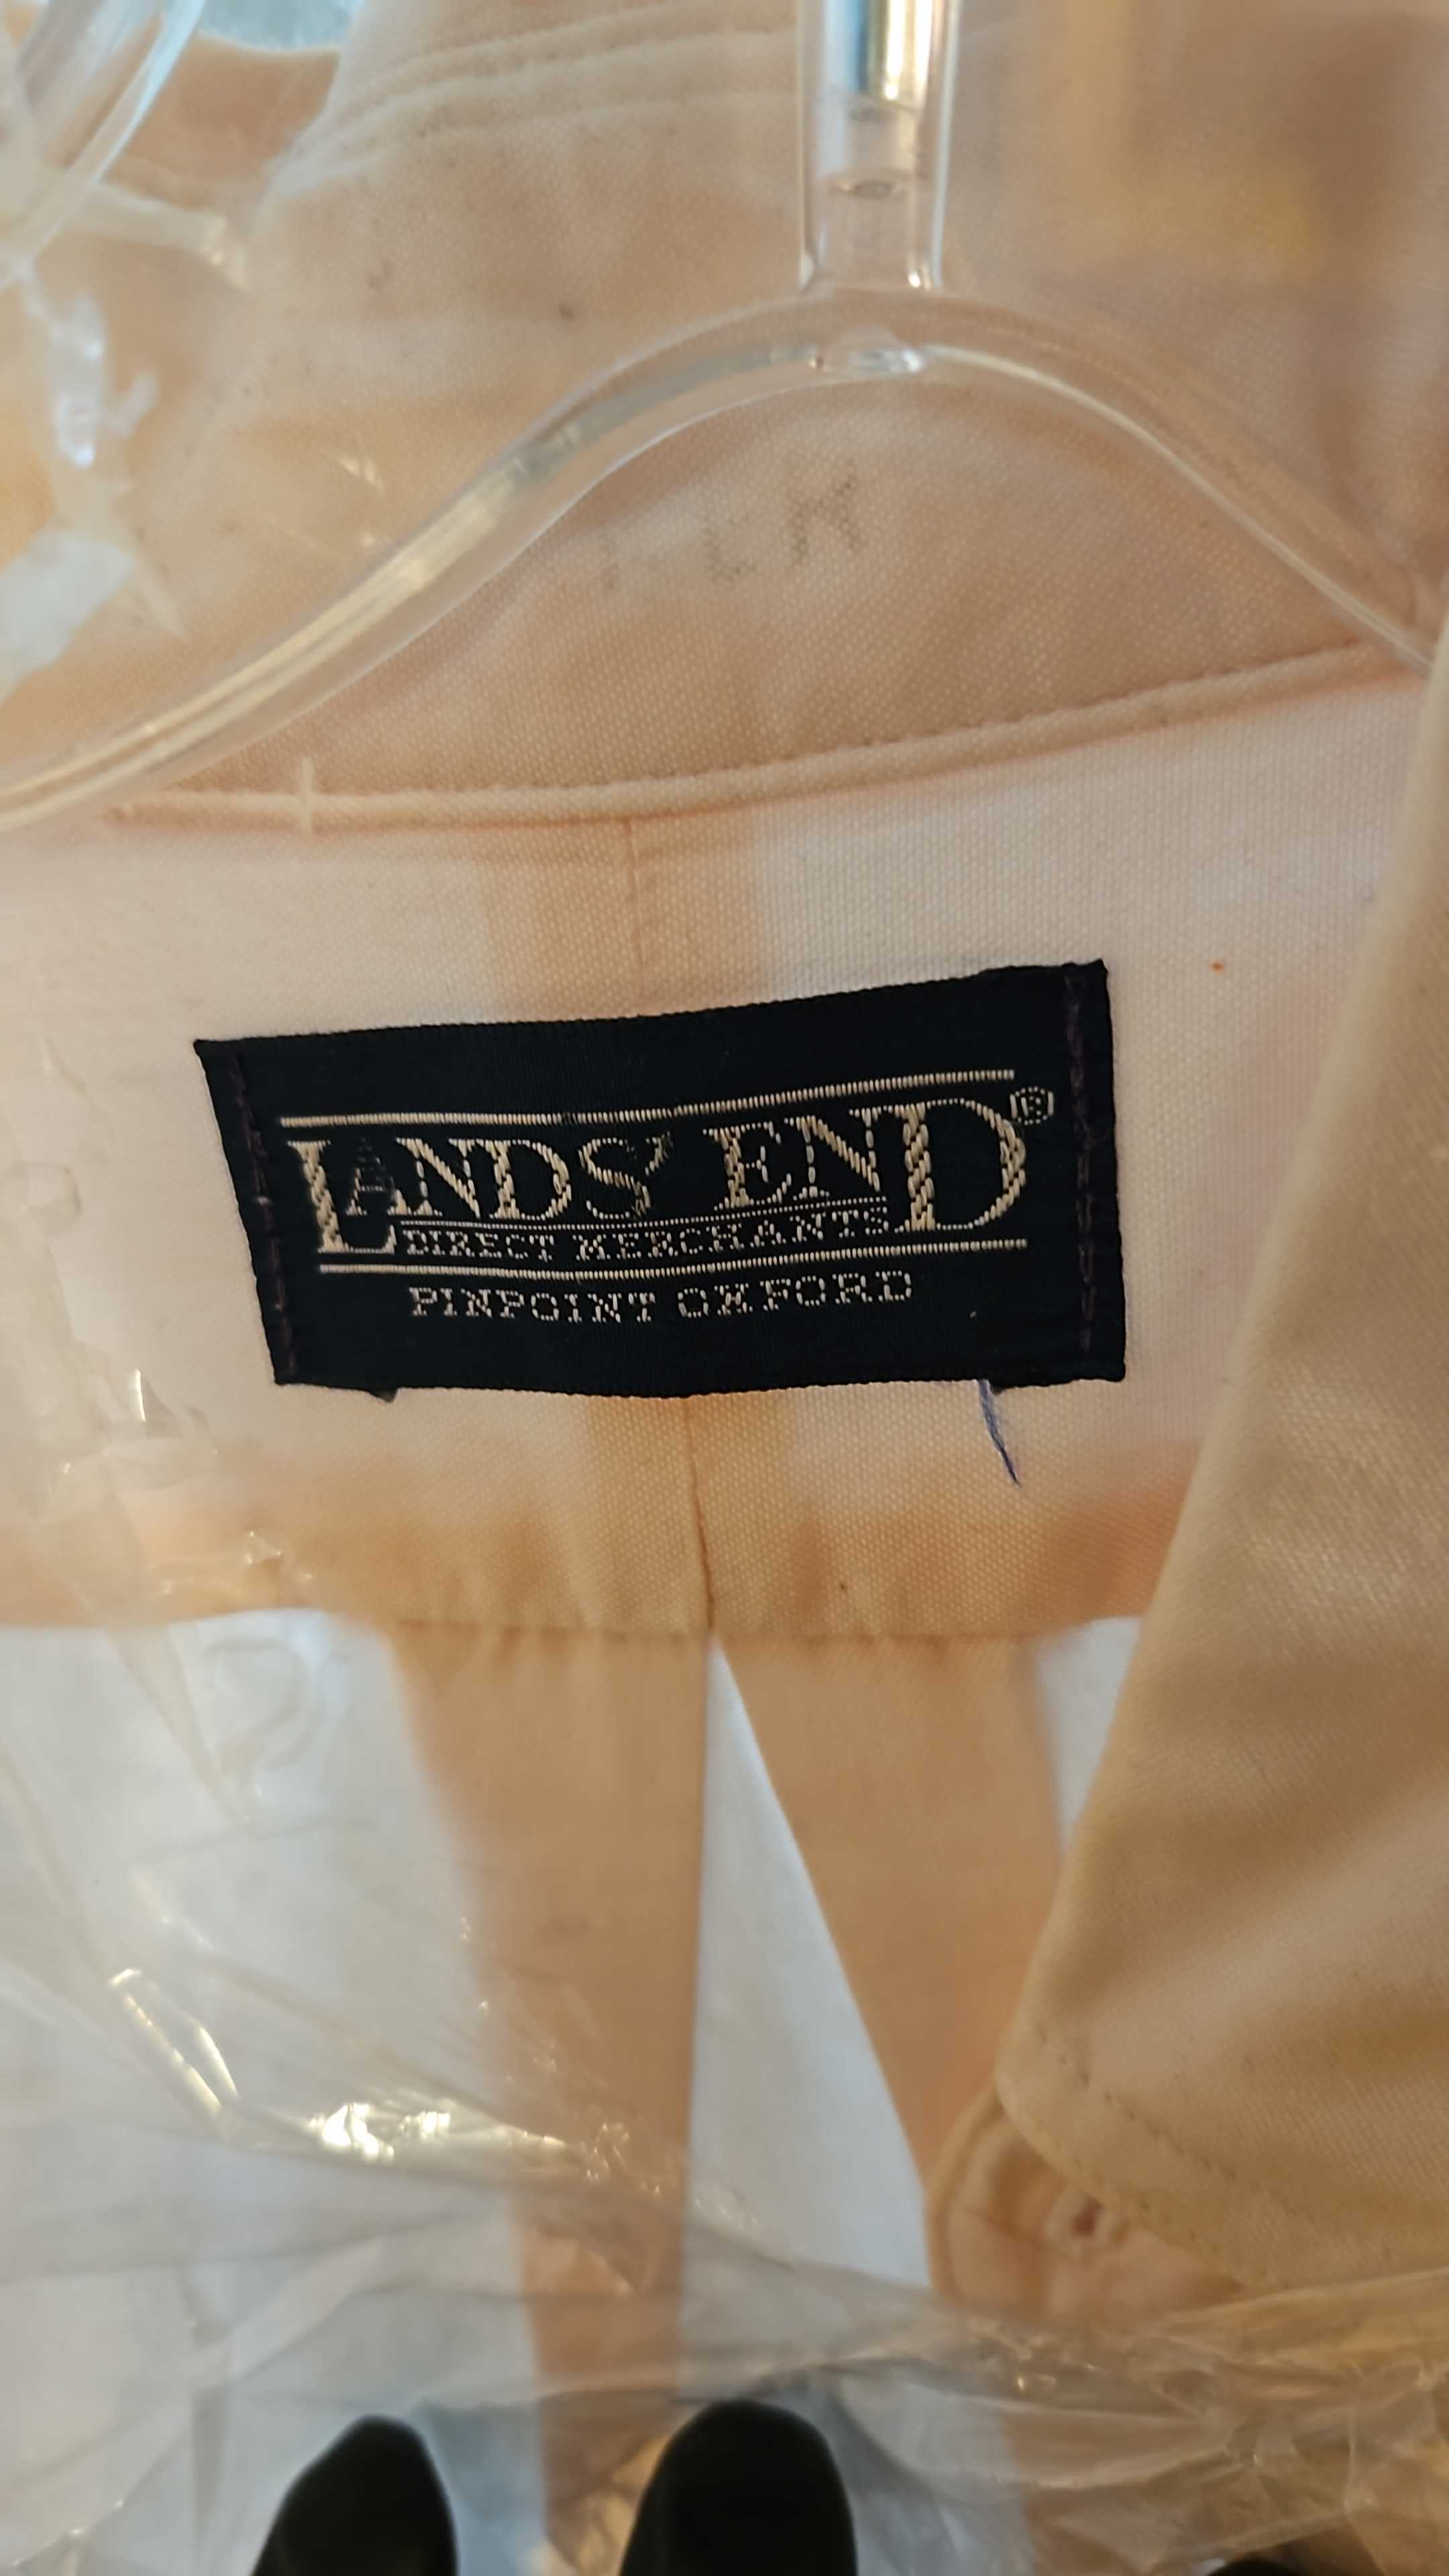 LANDS' END®
DIRECT MERCHANTS
PINPOINT OXFORD